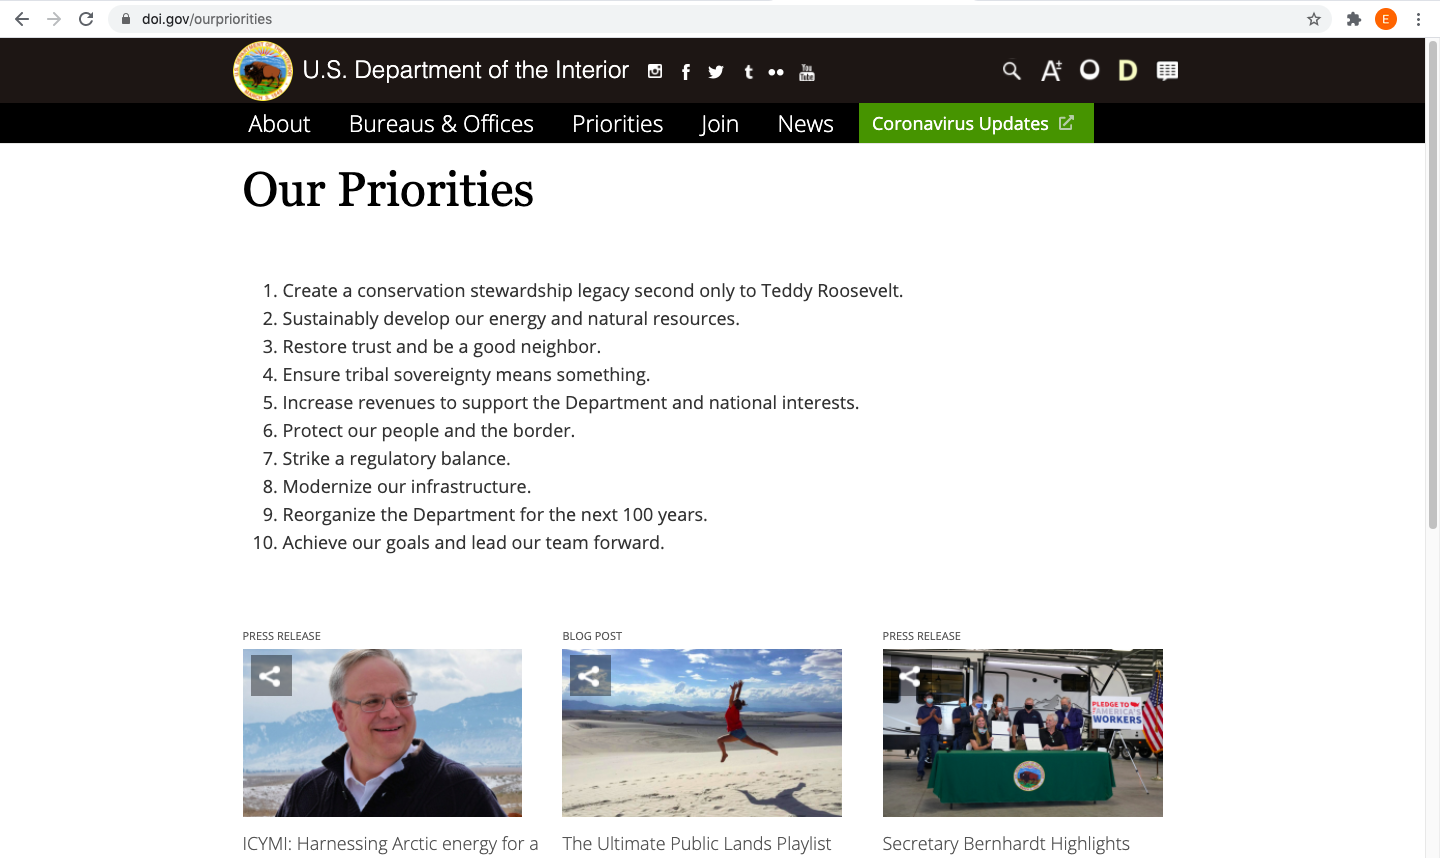 doi.gov/ourpriorities
E
U.S. Department of the Interior
You
Tube
D
About Bureaus & Offices Priorities Join News Coronavirus Updates
Our Priorities
1. Create a conservation stewardship legacy second only to Teddy Roosevelt.
2. Sustainably develop our energy and natural resources.
3. Restore trust and be a good neighbor.
4. Ensure tribal sovereignty means something.
5. Increase revenues to support the Department and national interests.
6. Protect our people and the border.
7. Strike a regulatory balance.
8. Modernize our infrastructure.
9. Reorganize the Department for the next 100 years.
10. Achieve our goals and lead our team forward.
PRESS RELEASE
BLOG POST
PRESS RELEASE
PLEDGE TO
AMERICA'S
WORKERS
ICYMI: Harnessing Arctic energy for a
The Ultimate Public Lands Playlist
Secretary Bernhardt Highlights